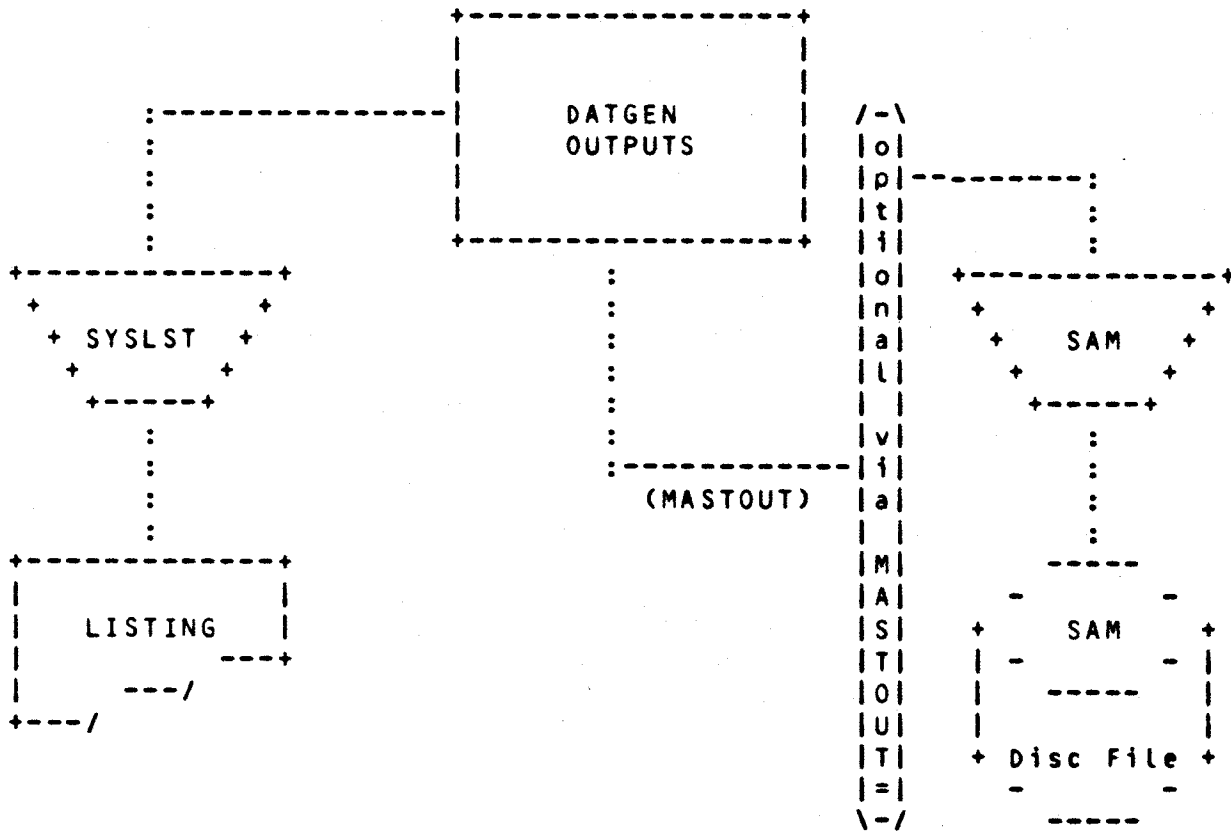 DATGEN
OUTPUTS
SYSLST
LISTING
(MASTOUT)
optional via MASTOUT=
SAM
SAM
Disc File